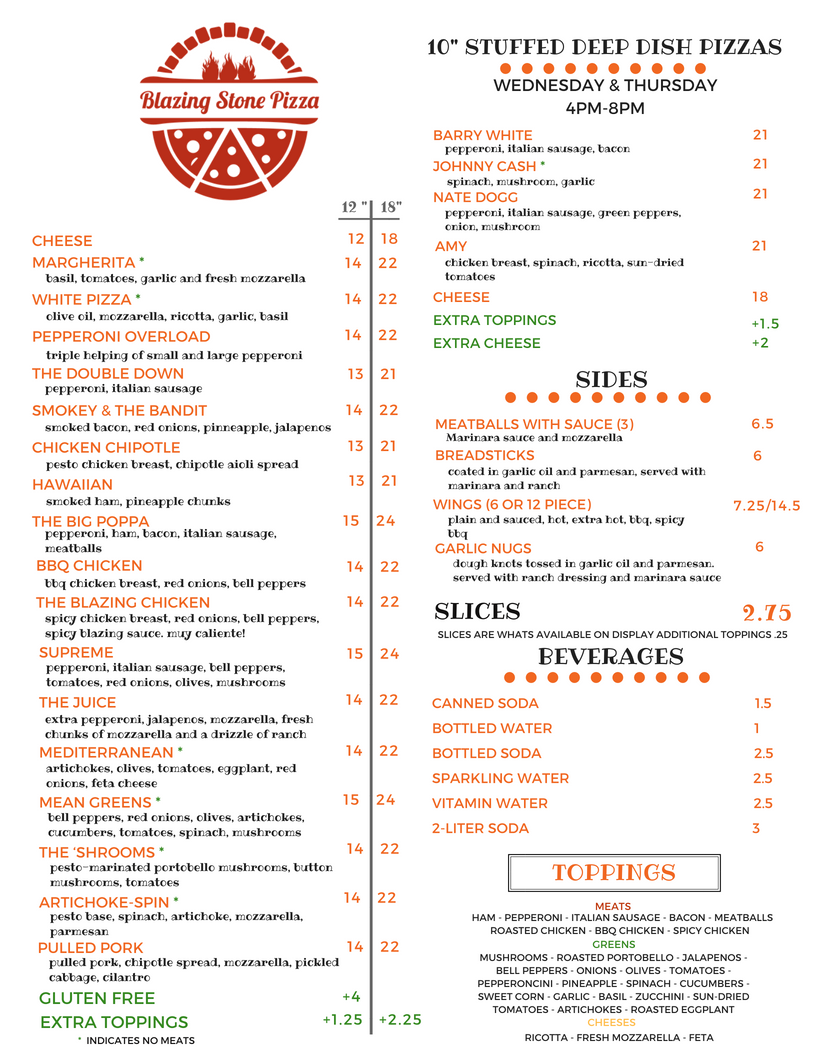 Blazing Stone Pizza
12 " 18"
CHEESE 12 18
MARGHERITA * 14 22
basil, tomatoes, garlic and fresh mozzarella
WHITE PIZZA * 14 22
olive oil, mozzarella, ricotta, garlic, basil
PEPPERONI OVERLOAD 14 22
triple helping of small and large pepperoni
THE DOUBLE DOWN 13 21
pepperoni, italian sausage
SMOKEY & THE BANDIT 14 22
smoked bacon, red onions, pinneapple, jalapenos
CHICKEN CHIPOTLE 13 21
pesto chicken breast, chipotle aioli spread
HAWAIIAN 13 21
smoked ham, pineapple chunks
THE BIG POPPA 15 24
pepperoni, ham, bacon, italian sausage,
meatballs
BBQ CHICKEN 14 22
bbq chicken breast, red onions, bell peppers
THE BLAZING CHICKEN 14 22
spicy chicken breast, red onions, bell peppers,
spicy blazing sauce. muy caliente!
SUPREME 15 24
pepperoni, italian sausage, bell peppers,
tomatoes, red onions, olives, mushrooms
THE JUICE 14 22
extra pepperoni, jalapenos, mozzarella, fresh
chunks of mozzarella and a drizzle of ranch
MEDITERRANEAN * 14 22
artichokes, olives, tomatoes, eggplant, red
onions, feta cheese
MEAN GREENS * 15 24
bell peppers, red onions, olives, artichokes,
cucumbers, tomatoes, spinach, mushrooms
THE ‘SHROOMS * 14 22
pesto-marinated portobello mushrooms, button
mushrooms, tomatoes
ARTICHOKE-SPIN * 14 22
pesto base, spinach, artichoke, mozzarella,
parmesan
PULLED PORK 14 22
pulled pork, chipotle spread, mozzarella, pickled
cabbage, cilantro
GLUTEN FREE +4
EXTRA TOPPINGS +1.25 +2.25
* INDICATES NO MEATS
10" STUFFED DEEP DISH PIZZAS
WEDNESDAY & THURSDAY
4PM-8PM
BARRY WHITE 21
pepperoni, italian sausage, bacon
JOHNNY CASH * 21
spinach, mushroom, garlic
NATE DOGG 21
pepperoni, italian sausage, green peppers,
onion, mushroom
AMY 21
chicken breast, spinach, ricotta, sun-dried
tomatoes
CHEESE 18
EXTRA TOPPINGS +1.5
EXTRA CHEESE +2
SIDES
MEATBALLS WITH SAUCE (3) 6.5
Marinara sauce and mozzarella
BREADSTICKS 6
coated in garlic oil and parmesan, served with
marinara and ranch
WINGS (6 OR 12 PIECE) 7.25/14.5
plain and sauced, hot, extra hot, bbq, spicy
bbq
GARLIC NUGS 6
dough knots tossed in garlic oil and parmesan.
served with ranch dressing and marinara sauce
SLICES 2.75
SLICES ARE WHATS AVAILABLE ON DISPLAY ADDITIONAL TOPPINGS .25
BEVERAGES
CANNED SODA 1.5
BOTTLED WATER 1
BOTTLED SODA 2.5
SPARKLING WATER 2.5
VITAMIN WATER 2.5
2-LITER SODA 3
TOPPINGS
MEATS
HAM - PEPPERONI - ITALIAN SAUSAGE - BACON - MEATBALLS
ROASTED CHICKEN - BBQ CHICKEN - SPICY CHICKEN
GREENS
MUSHROOMS - ROASTED PORTOBELLO - JALAPENOS -
BELL PEPPERS - ONIONS - OLIVES - TOMATOES -
PEPPERONCINI - PINEAPPLE - SPINACH - CUCUMBERS -
SWEET CORN - GARLIC - BASIL - ZUCCHINI - SUN-DRIED
TOMATOES - ARTICHOKES - ROASTED EGGPLANT
CHEESES
RICOTTA - FRESH MOZZARELLA - FETA